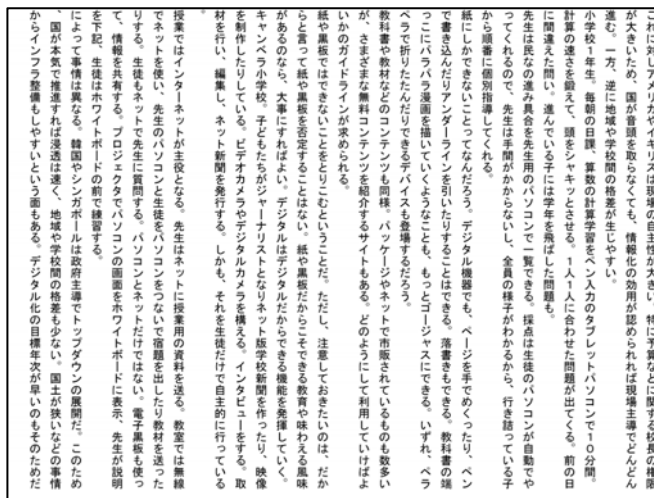 これに対しアメリカやイギリスは現場の自主性が大きい。特に予算などに関する校長の権限
が大きいため、国が音頭を取らなくても、情報化の効用が認められれば現場主導でどんどん
進む。一方、逆に地域や学校間の格差が生じやすい。
小学校１年生。毎朝の日課、算数の計算学習をペン入力のタブレットパソコンで１０分間。
計算の速さを鍛えて、頭をシャキッとさせる。１人１人に合わせた問題が出てくる。前の日
に間違えた問い。進んでいる子には学年を飛ばした問題も。
先生は民なの進み具合を先生用のパソコンで一覧できる。採点は生徒のパソコンが自動でや
ってくれるので、先生は手間がかからないし、全員の様子がわかるから、行き詰っている子
から順番に個別指導してくれる。
紙にしかできないことってなんだろう。デジタル機器でも、ページを手でめくったり、ペン
で書き込んだりアンダーラインを引いたりすることはできる。落書きもできる。教科書の端
っこにパラパラ漫画を描いていくようなことも、もっとゴージャスにできる。いずれ、ペラ
ペラで折りたたんだりできるデバイスも登場するだろう。
教科書や教材などのコンテンツも同様。パッケージやネットで市販されているものも数多い
が、さまざまな無料コンテンツを紹介するサイトもある。どのようにして利用していけばよ
いかのガイドラインが求められる。
紙や黒板ではできないことをとりこむということだ。ただし、注意しておきたいのは、だか
らと言って紙や黒板を否定することはない。紙や黒板だからこそできる教育や味わえる風味
があるのなら、大事にすればよい。デジタルはデジタルだからできる機能を発揮していく。
キャンベラ小学校。子どもたちがジャーナリストとなりネット版学校新聞を作ったり、映像
を制作したりしている。ビデオカメラやデジタルカメラを構える。インタビューをする。取
材を行い、編集し、ネット新聞を発行する。しかも、それを生徒だけで自主的に行っている
。
授業ではインターネットが主役となる。先生はネットに授業用の資料を送る。教室では無線
でネットを使い、先生のパソコンと生徒をパソコンをつないで宿題を出したり教材を送った
りする。生徒もネットで先生に質問する。パソコンとネットだけではない。電子黒板も使っ
て、情報を共有する。プロジェクタでパソコンの画面をホワイトボードに表示、先生が説明
を下記、生徒はホワイトボードの前で練習する。
によって事情は異なる。韓国やシンガポールは政府主導でトップダウンの展開だ。このため
、国が本気で推進すれば浸透は速く、地域や学校間の格差も少ない。国土が狭いなどの事情
からインフラ整備もしやすいという面もある。デジタル化の目標年次が早いのもそのためだ